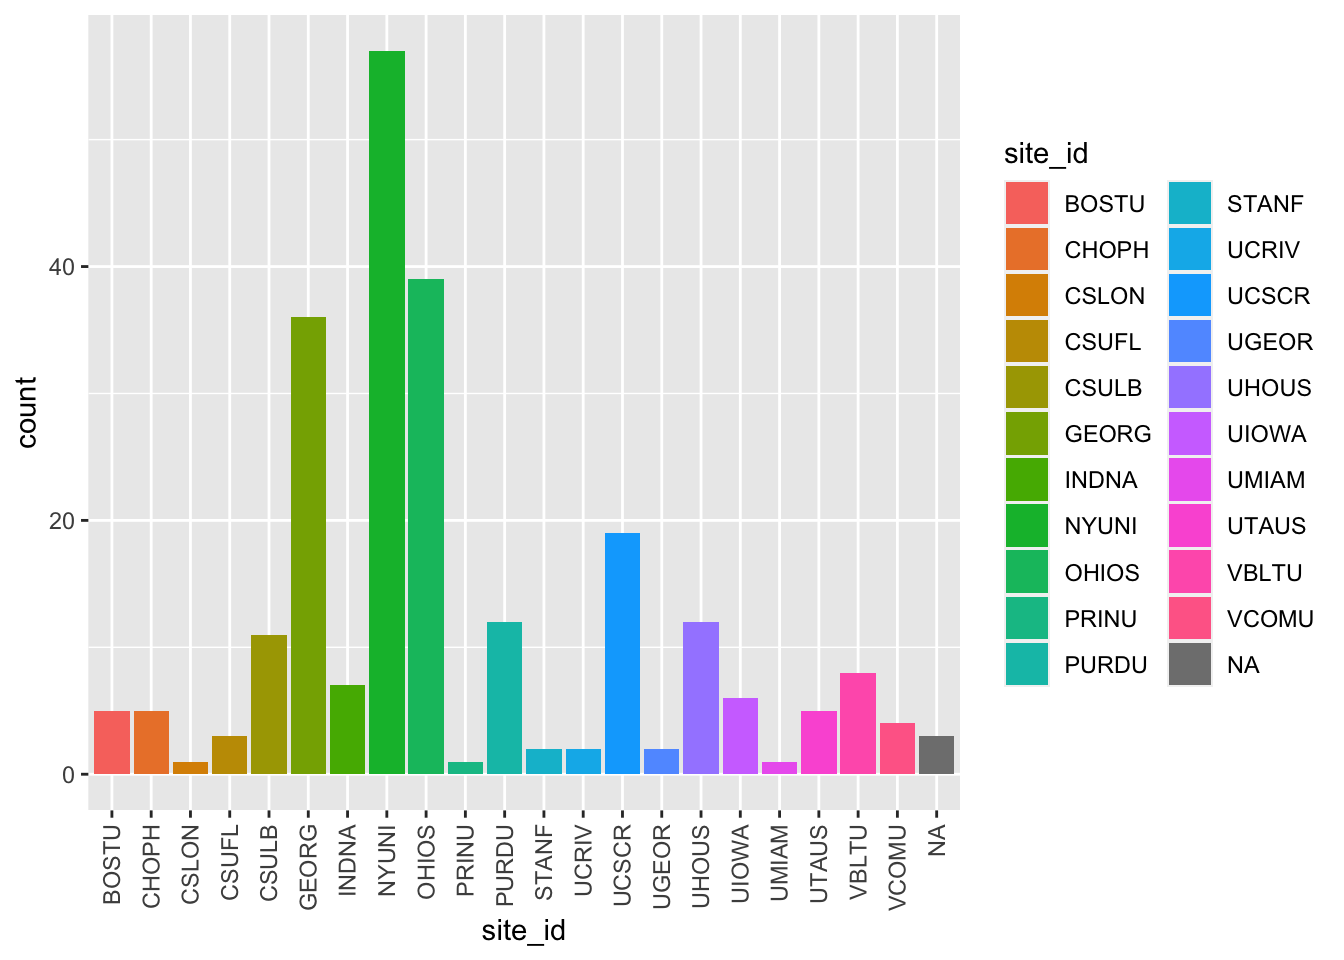 count
40
20
0
BOSTU
CHOPH
CSLON
CSUFL
CSULB
GEORG
INDNA
NYUNI
OHIOS
PRINU
PURDU
STANF
UCRIV
UCSCR
UGEOR
UHOUS
UIOWA
UMIAM
UTAUS
VBLTU
VCOMU
NA
site_id
site_id
BOSTU
CHOPH
CSLON
CSUFL
CSULB
GEORG
INDNA
NYUNI
OHIOS
PRINU
PURDU
STANF
UCRIV
UCSCR
UGEOR
UHOUS
UIOWA
UMIAM
UTAUS
VBLTU
VCOMU
NA